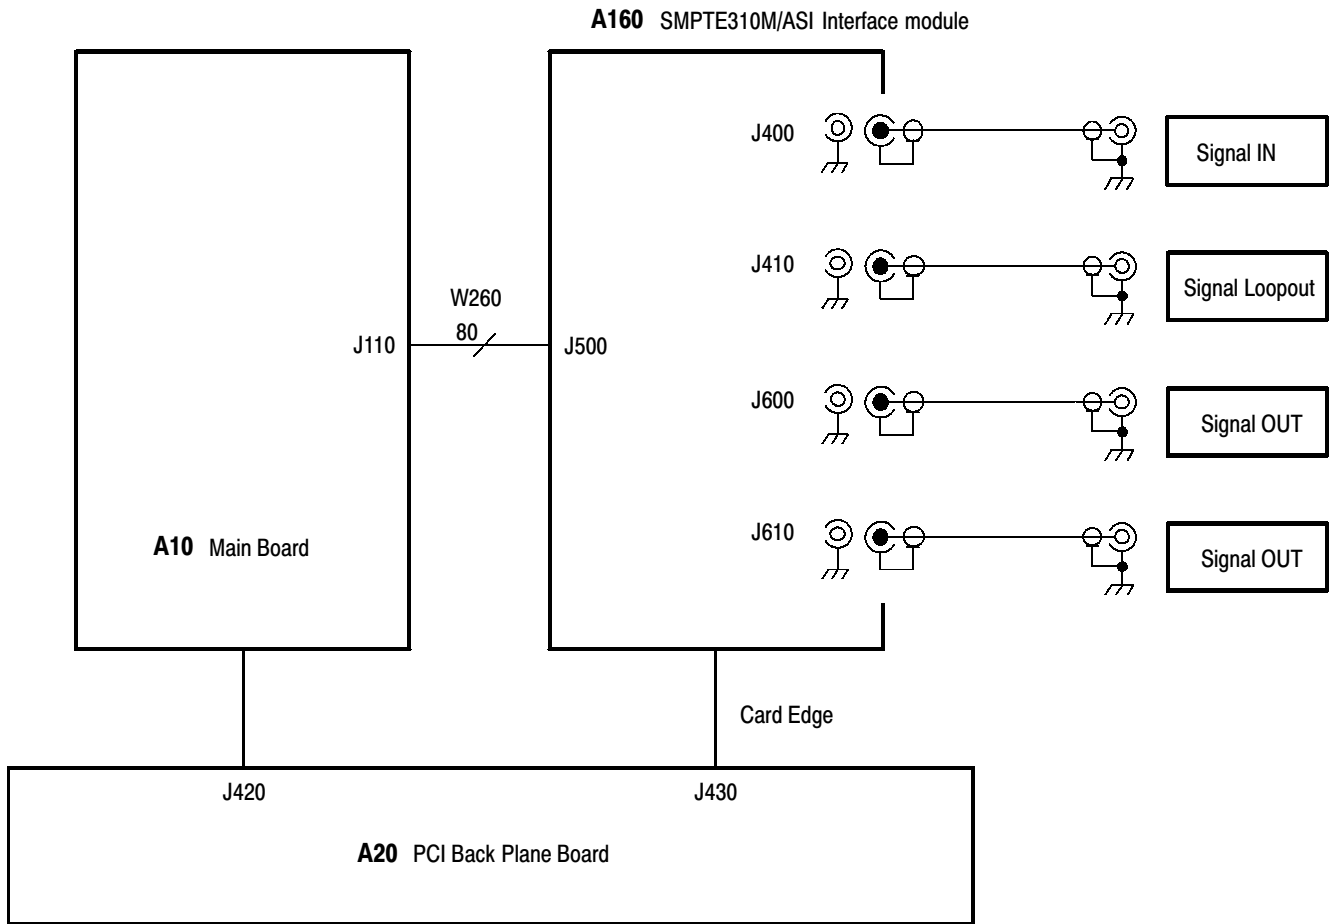 A160 SMPTE310M/ASI Interface module
J400
Signal IN
J410
Signal Loopout
W260
80
J110
J500
J600
Signal OUT
J610
Signal OUT
A10 Main Board
Card Edge
J420
J430
A20 PCI Back Plane Board